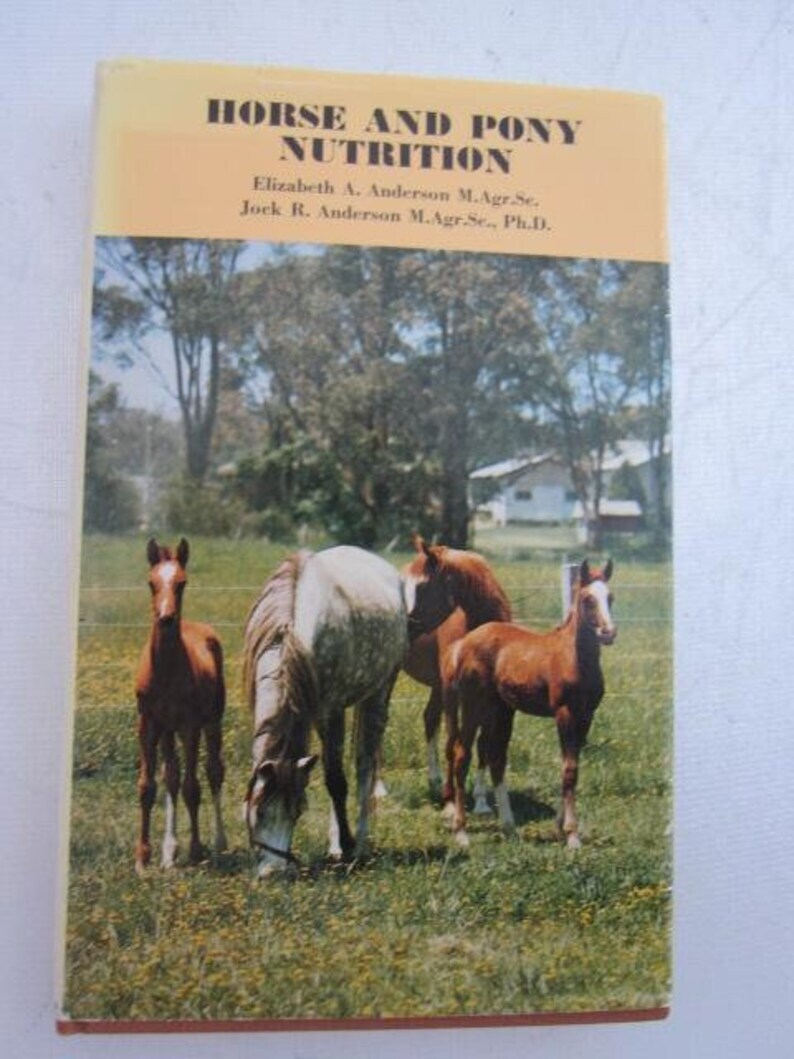 HORSE AND PONY
NUTRITION
Elizabeth A. Anderson M.Agr.Sc.
Jock R. Anderson M.Agr.Sc., Ph.D.